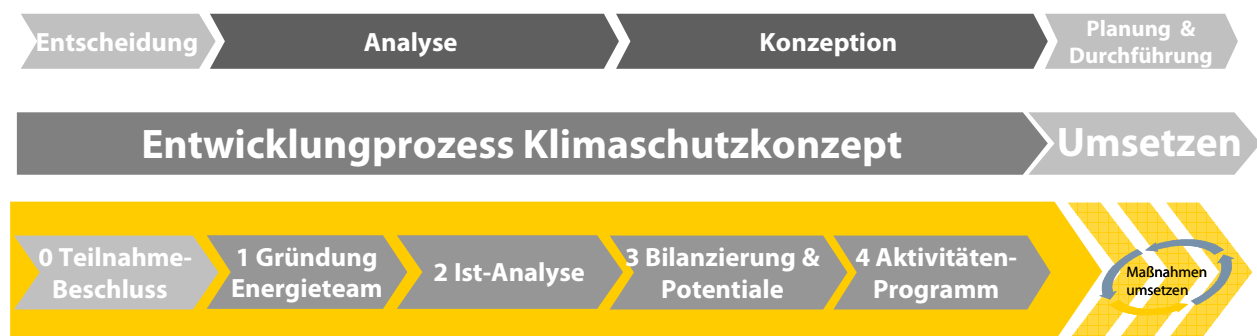 Entscheidung
Analyse
Konzeption
Planung &
Durchführung
Entwicklungprozess Klimaschutzkonzept
Umsetzen
0 Teilnahme-
Beschluss
1 Gründung
Energieteam
2 Ist-Analyse
3 Bilanzierung &
Potentiale
4 Aktivitäten-
Programm
Maßnahmen
umsetzen